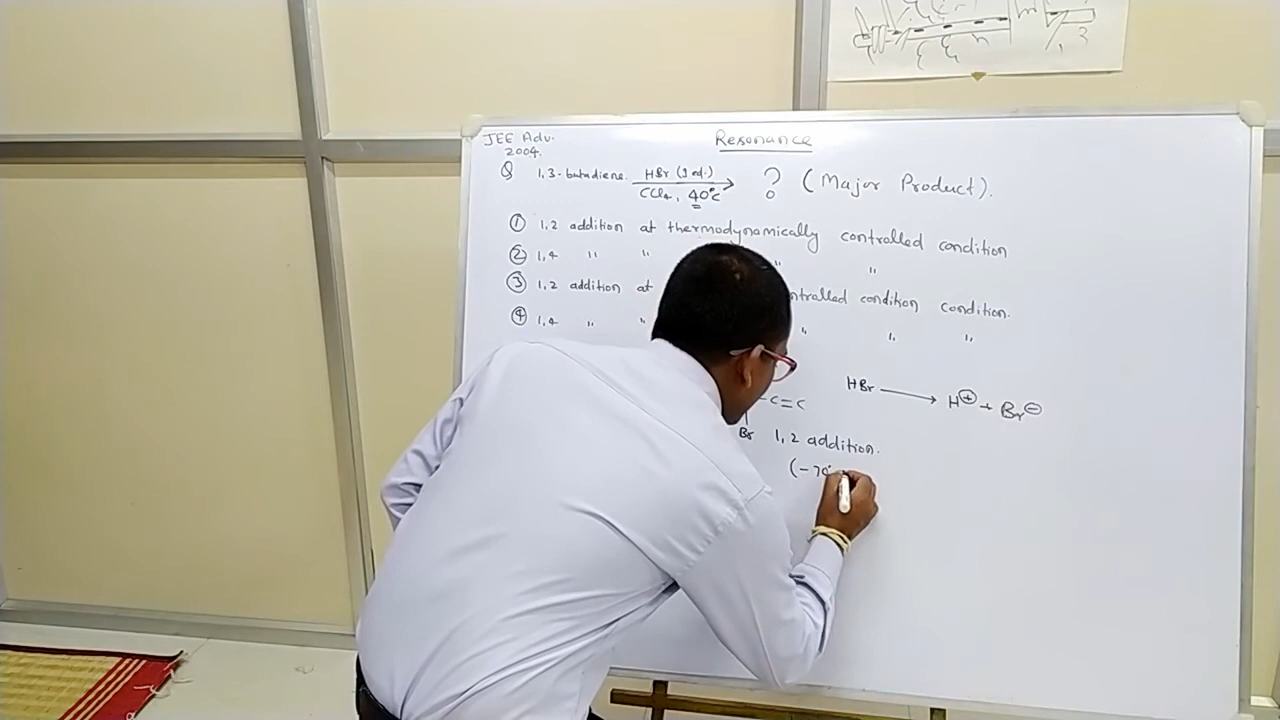 JEE Adv. 2004.
Resonance
Q 1,3-butadiene HBr (1 eq.) CCl4, 40°C ? (Major Product).
① 1,2 addition at thermodynamically controlled condition
② 1,4 " " " "
③ 1,2 addition at ntrolled condition condition.
④ 1,4 " " " " "
HBr ⟶ H⊕ + Br⊖
-C=C
Br 1,2 addition.
(-78°